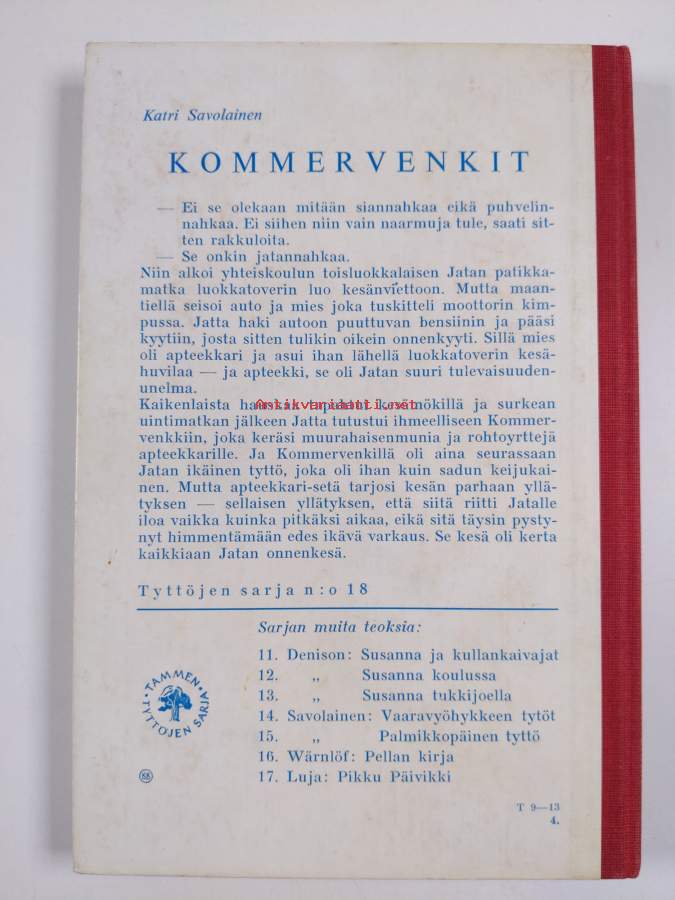 Katri Savolainen
KOMMERVENKIT
— Ei se olekaan mitään siannahkaa eikä puhvelin-
nahkaa. Ei siihen niin vain naarmuja tule, saati sit-
ten rakkuloita.
— Se onkin jatannahkaa.
Niin alkoi yhteiskoulun toisluokkalaisen Jatan patikka-
matka luokkatoverin luo kesänviettoon. Mutta maan-
tiellä seisoi auto ja mies joka tuskitteli moottorin kim-
pussa. Jatta haki autoon puuttuvan bensiinin ja pääsi
kyytiin, josta sitten tulikin oikein onnenkyyti. Sillä mies
oli apteekkari ja asui ihan lähellä luokkatoverin kesä-
huvilaa — ja apteekki, se oli Jatan suuri tulevaisuuden-
unelma.
Kaikenlaista hauskaa tapahtui kesämökillä ja surkean
Antikvariaatti.net
uintimatkan jälkeen Jatta tutustui ihmeelliseen Kommer-
venkkiin, joka keräsi muurahaisenmunia ja rohtoyrttejä
apteekkarille. Ja Kommervenkillä oli aina seurassaan
Jatan ikäinen tyttö, joka oli ihan kuin sadun keijukai-
nen. Mutta apteekkari-setä tarjosi kesän parhaan yllä-
tyksen — sellaisen yllätyksen, että siitä riitti Jatalle
iloa vaikka kuinka pitkäksi aikaa, eikä sitä täysin pysty-
nyt himmentämään edes ikävä varkaus. Se kesä oli kerta
kaikkiaan Jatan onnenkesä.
Tyttöjen sarja n:o 18
Sarjan muita teoksia:
11. Denison: Susanna ja kullankaivajat
12. „ Susanna koulussa
13. „ Susanna tukkijoella
14. Savolainen: Vaaravyöhykkeen tytöt
15. „ Palmikkopäinen tyttö
16. Wärnlöf: Pellan kirja
17. Luja: Pikku Päivikki
TAMMEN TYTTÖJEN SARJA
88
T 9—13
4.